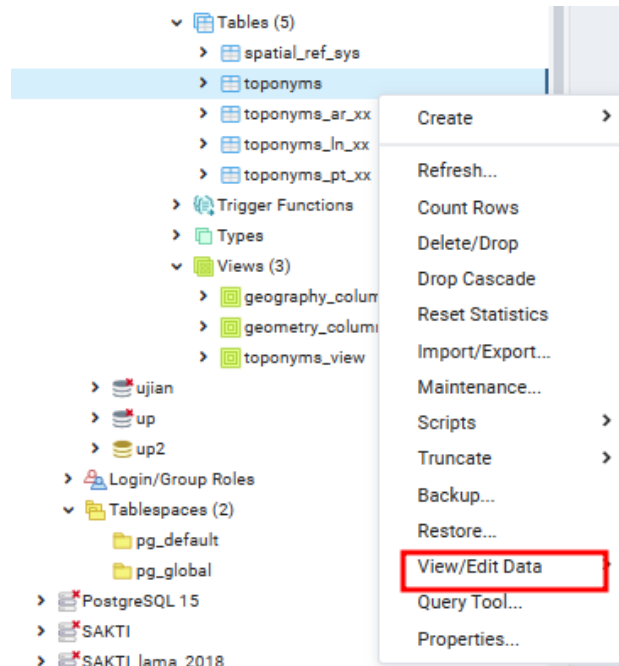 Tables (5)
spatial_ref_sys
toponyms
toponyms_ar_xx
toponyms_ln_xx
toponyms_pt_xx
Trigger Functions
Types
Views (3)
geography_colum
geometry_colum
toponyms_view
ujian
up
up2
Login/Group Roles
Tablespaces (2)
pg_default
pg_global
PostgreSQL 15
SAKTI
SAKTI_lama_2018
Create
Refresh...
Count Rows
Delete/Drop
Drop Cascade
Reset Statistics
Import/Export...
Maintenance...
Scripts
Truncate
Backup...
Restore...
View/Edit Data
Query Tool...
Properties...